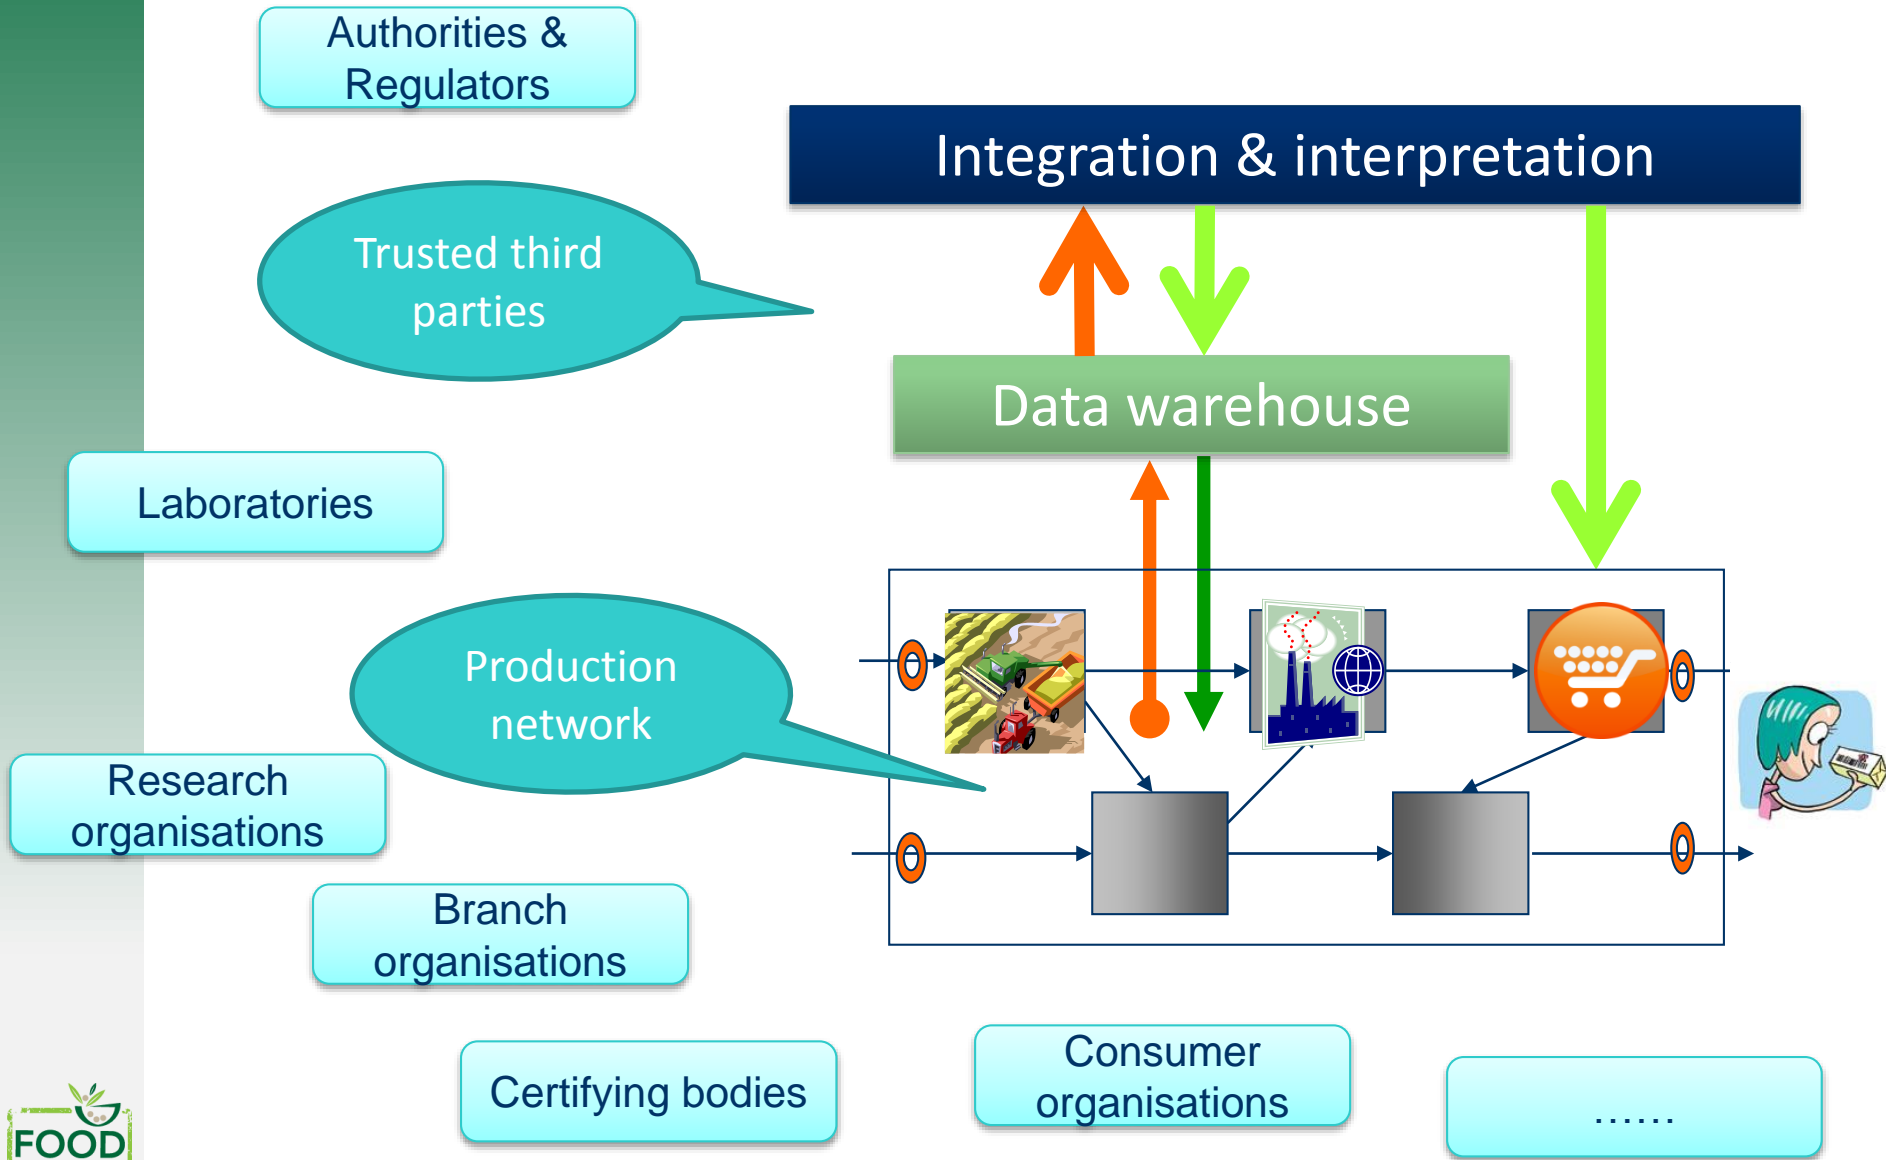 Authorities &
Regulators
Integration & interpretation
Trusted third
parties
Data warehouse
Laboratories
Production
network
Research
organisations
Branch
organisations
Certifying bodies
Consumer
organisations
......
FOOD